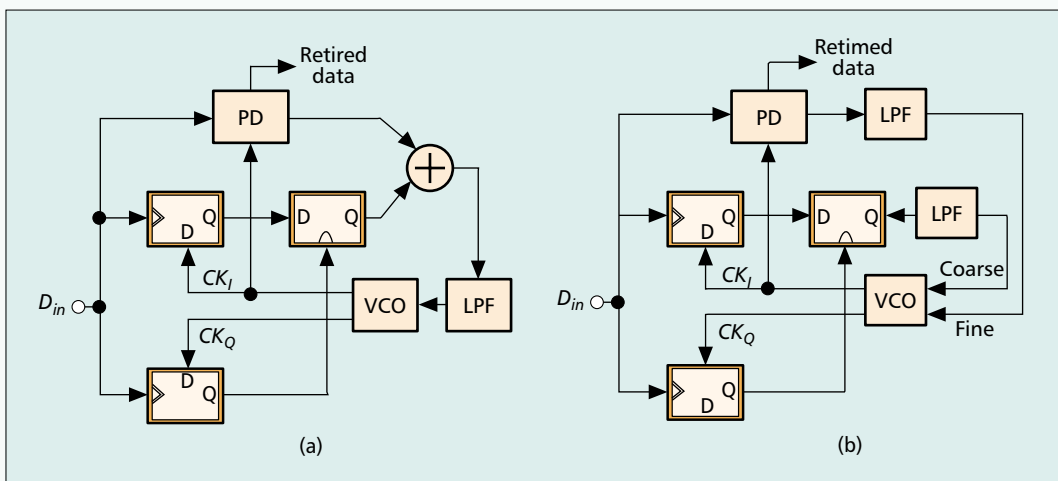 Retired
data
PD
Q
D
D
Q
CK_I
VCO
LPF
D_in
CK_Q
D
Q
(a)
Retimed
data
PD
LPF
Q
D
D
Q
LPF
CK_I
Coarse
VCO
D_in
Fine
CK_Q
Q
D
(b)